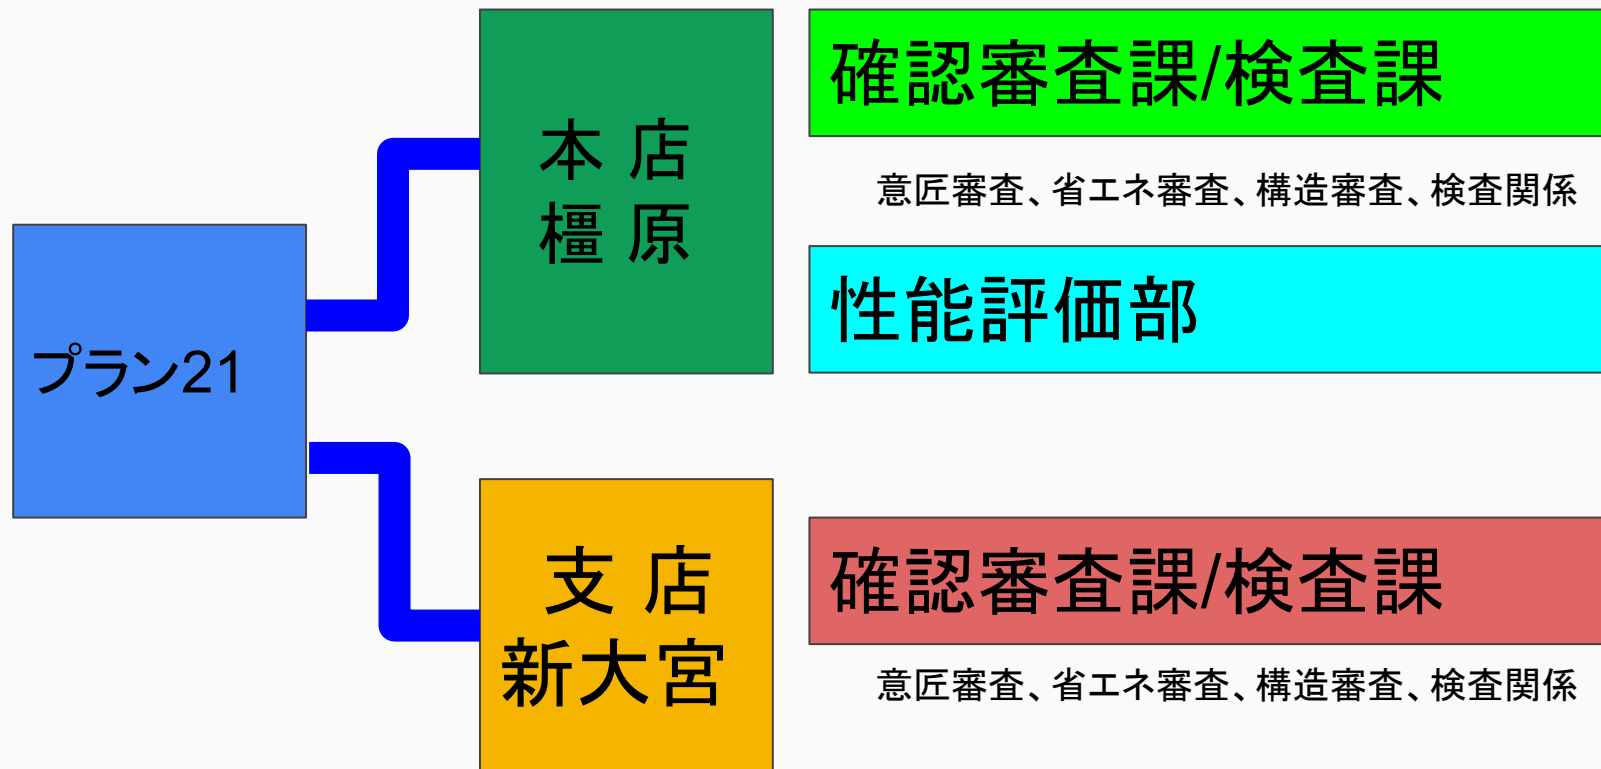 プラン21
本 店
橿 原
確認審査課/検査課
意匠審査、省エネ審査、構造審査、検査関係
性能評価部
支 店
新大宮
確認審査課/検査課
意匠審査、省エネ審査、構造審査、検査関係